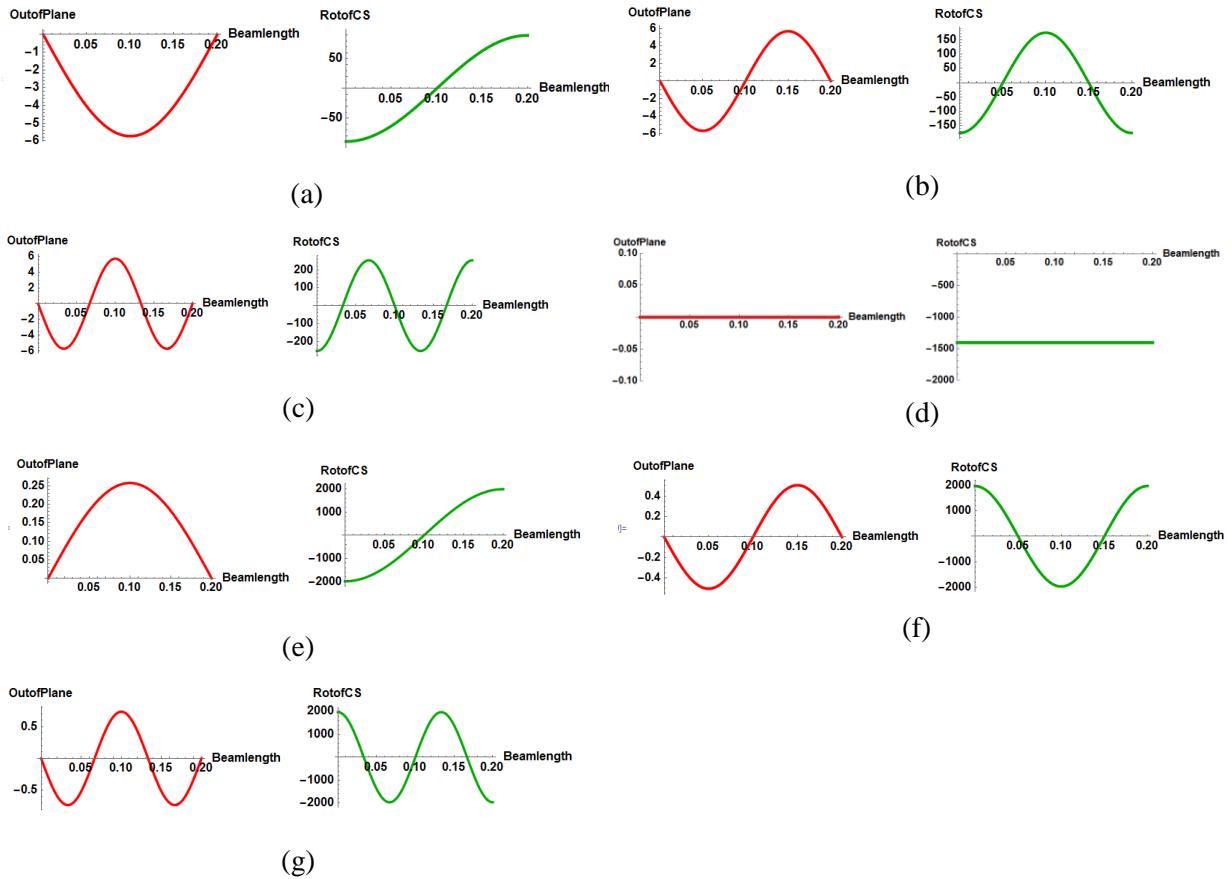 OutofPlane
Beamlength
0.05 0.10 0.15 0.20
−1
−2
−3
−4
−5
−6
RotofCS
50
Beamlength
0.05 0.10 0.15 0.20
−50
(a)
OutofPlane
6
4
2
Beamlength
0.05 0.10 0.15 0.20
2
4
6
RotofCS
150
100
50
Beamlength
0.05 0.10 0.15 0.20
−50
−100
−150
(b)
OutofPlane
6
4
2
Beamlength
0.05 0.10 0.15 0.20
−2
−4
−6
RotofCS
200
100
Beamlength
0.05 0.10 0.15 0.20
−100
−200
(c)
OutofPlane
0.10
0.05
Beamlength
0.05 0.10 0.15 0.20
−0.05
−0.10
RotofCS
Beamlength
0.05 0.10 0.15 0.20
−500
−1000
−1500
−2000
(d)
OutofPlane
0.25
0.20
0.15
0.10
0.05
Beamlength
0.05 0.10 0.15 0.20
RotofCS
2000
1000
Beamlength
0.05 0.10 0.15 0.20
−1000
−2000
(e)
OutofPlane
0.4
0.2
Beamlength
0.05 0.10 0.15 0.20
−0.2
−0.4
RotofCS
2000
1000
Beamlength
0.05 0.10 0.15 0.20
−1000
−2000
(f)
OutofPlane
0.5
Beamlength
0.05 0.10 0.15 0.20
−0.5
RotofCS
2000
1000
Beamlength
0.05 0.10 0.15 0.20
−1000
−2000
(g)